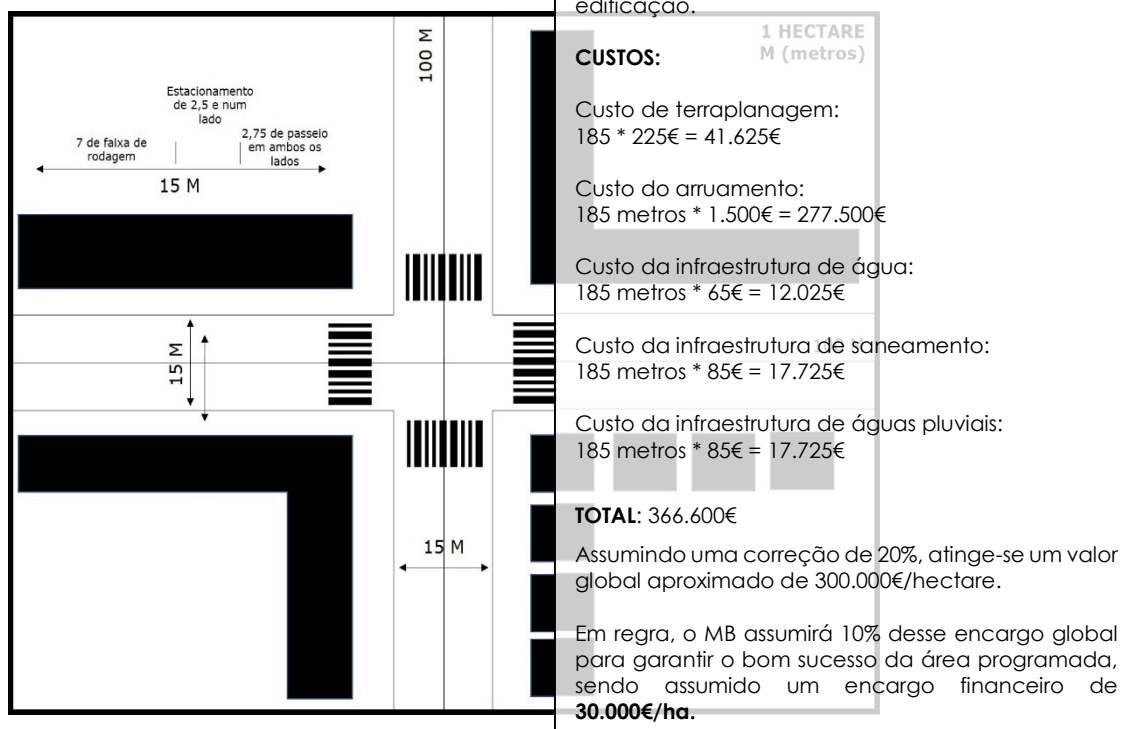 100 M
Estacionamento
de 2,5 e num
lado
7 de faixa de
rodagem
2,75 de passeio
em ambos os
lados
15 M
15 M
15 M
edificação.
1 HECTARE
M (metros)
CUSTOS:
Custo de terraplanagem:
185 * 225€ = 41.625€
Custo do arruamento:
185 metros * 1.500€ = 277.500€
Custo da infraestrutura de água:
185 metros * 65€ = 12.025€
Custo da infraestrutura de saneamento:
185 metros * 85€ = 17.725€
Custo da infraestrutura de águas pluviais:
185 metros * 85€ = 17.725€
TOTAL: 366.600€
Assumindo uma correção de 20%, atinge-se um valor
global aproximado de 300.000€/hectare.
Em regra, o MB assumirá 10% desse encargo global
para garantir o bom sucesso da área programada,
sendo assumido um encargo financeiro de
30.000€/ha.